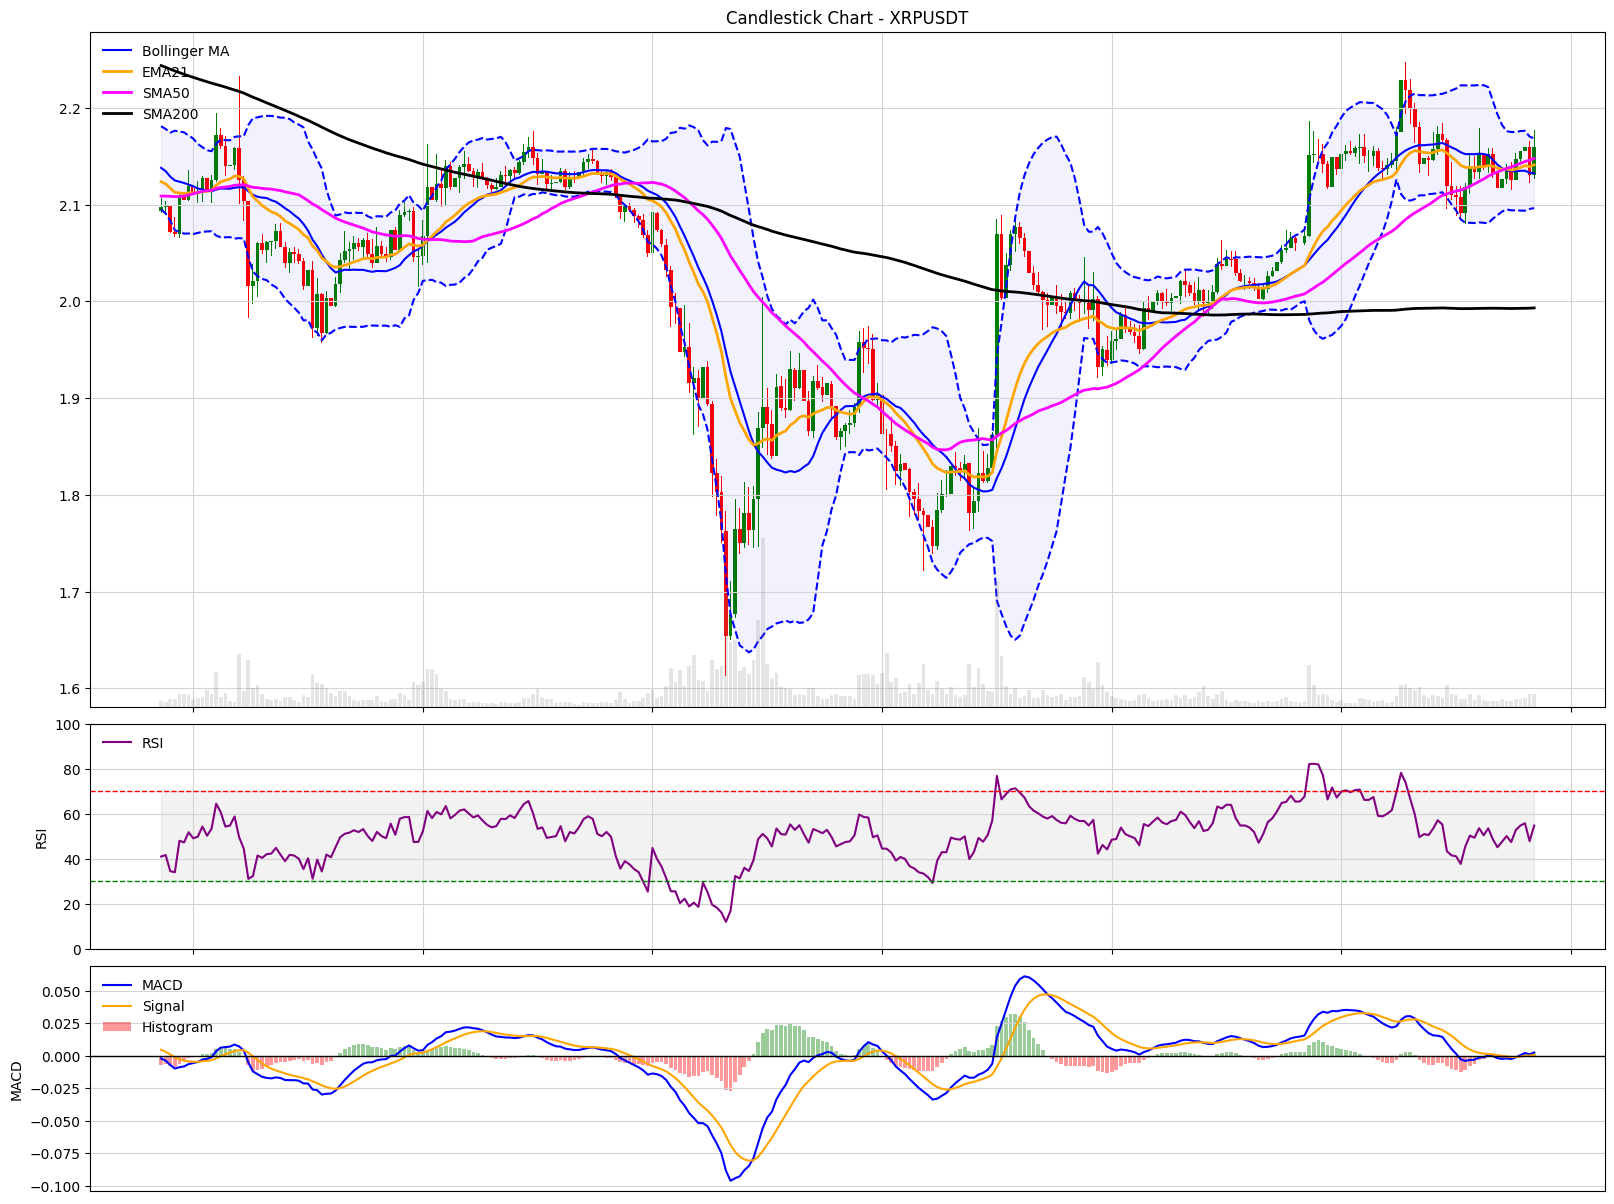 Candlestick Chart - XRPUSDT
Bollinger MA
EMA21
SMA50
SMA200
2.2
2.1
2.0
1.9
1.8
1.7
1.6
RSI
RSI
100
80
60
40
20
0
MACD
MACD
Signal
Histogram
0.050
0.025
0.000
−0.025
−0.050
−0.075
−0.100